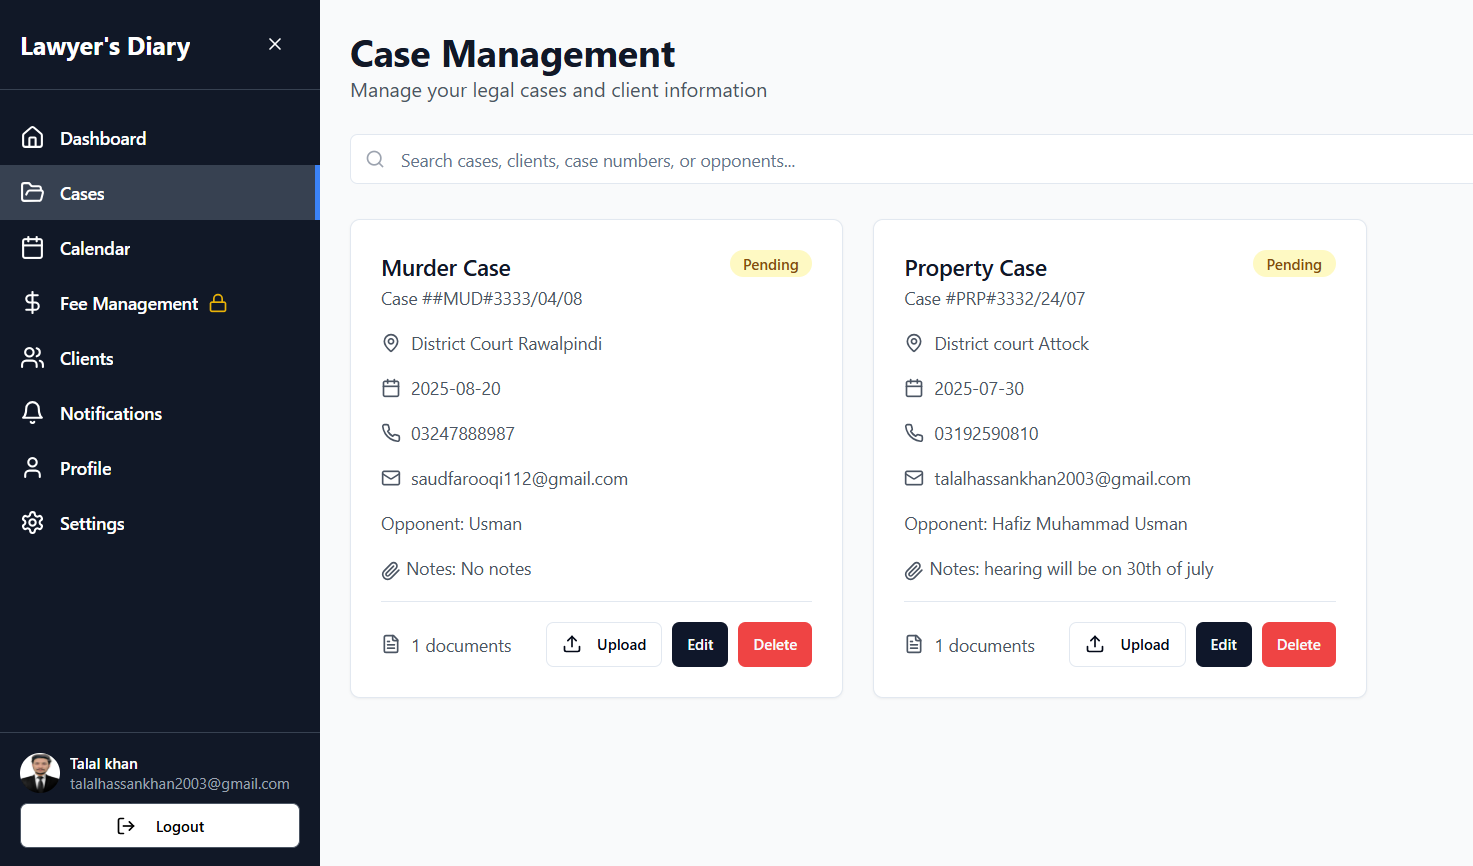 Lawyer's Diary
Dashboard
Cases
Calendar
Fee Management
Clients
Notifications
Profile
Settings
Talal khan
talalhassankhan2003@gmail.com
Logout
Case Management
Manage your legal cases and client information
Search cases, clients, case numbers, or opponents...
Murder Case
Pending
Case ##MUD#3333/04/08
District Court Rawalpindi
2025-08-20
03247888987
saudfarooqi112@gmail.com
Opponent: Usman
Notes: No notes
1 documents
Upload
Edit
Delete
Property Case
Pending
Case #PRP#3332/24/07
District court Attock
2025-07-30
03192590810
talalhassankhan2003@gmail.com
Opponent: Hafiz Muhammad Usman
Notes: hearing will be on 30th of july
1 documents
Upload
Edit
Delete